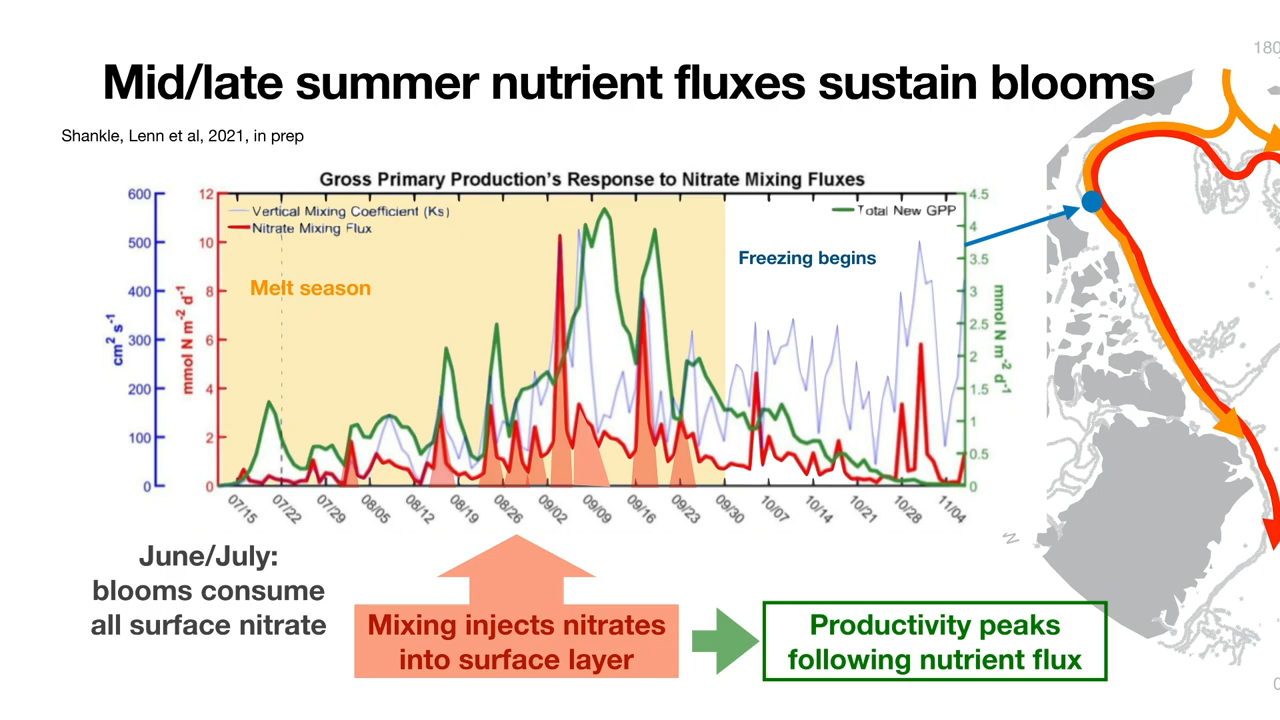 Mid/late summer nutrient fluxes sustain blooms
180
Shankle, Lenn et al, 2021, in prep
Gross Primary Production's Response to Nitrate Mixing Fluxes
600
500
400
300
200
100
0
cm² s⁻¹
12
10
8
6
4
2
0
mmol N m⁻² d⁻¹
Vertical Mixing Coefficient (Ks)
Nitrate Mixing Flux
Total New GPP
Melt season
Freezing begins
4.5
4
3.5
3
2.5
2
1.5
1
0.5
0
mmol N m⁻² d⁻¹
07/15
07/22
07/29
08/05
08/12
08/19
08/26
09/02
09/09
09/16
09/23
09/30
10/07
10/14
10/21
10/28
11/04
June/July:
blooms consume
all surface nitrate
Mixing injects nitrates
into surface layer
Productivity peaks
following nutrient flux